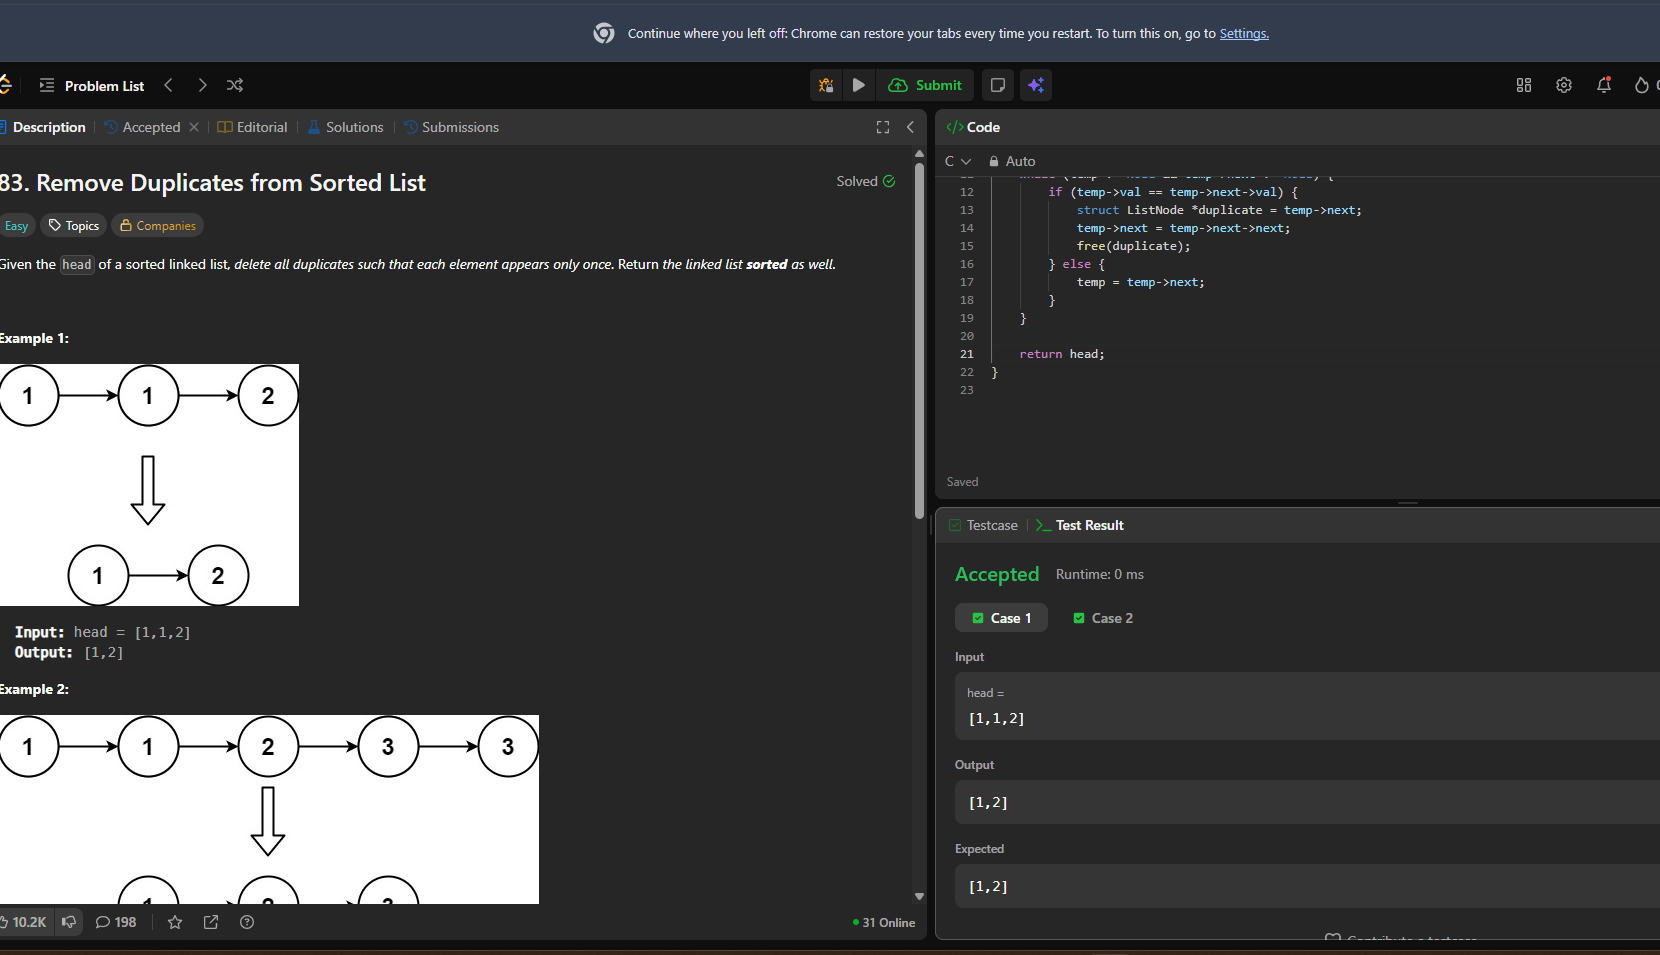 Continue where you left off: Chrome can restore your tabs every time you restart. To turn this on, go to Settings.
Problem List
Submit
Description
Accepted
Editorial
Solutions
Submissions
83. Remove Duplicates from Sorted List
Solved
Easy
Topics
Companies
Given the head of a sorted linked list, delete all duplicates such that each element appears only once. Return the linked list sorted as well.
Example 1:
1 1 2
1 2
Input: head = [1,1,2]
Output: [1,2]
Example 2:
1 1 2 3 3
10.2K
198
31 Online
Code
C
Auto
12 if (temp->val == temp->next->val) {
13 struct ListNode *duplicate = temp->next;
14 temp->next = temp->next->next;
15 free(duplicate);
16 } else {
17 temp = temp->next;
18 }
19 }
20
21 return head;
22 }
23
Saved
Testcase
Test Result
Accepted
Runtime: 0 ms
Case 1
Case 2
Input
head =
[1,1,2]
Output
[1,2]
Expected
[1,2]
Contribute a testcase